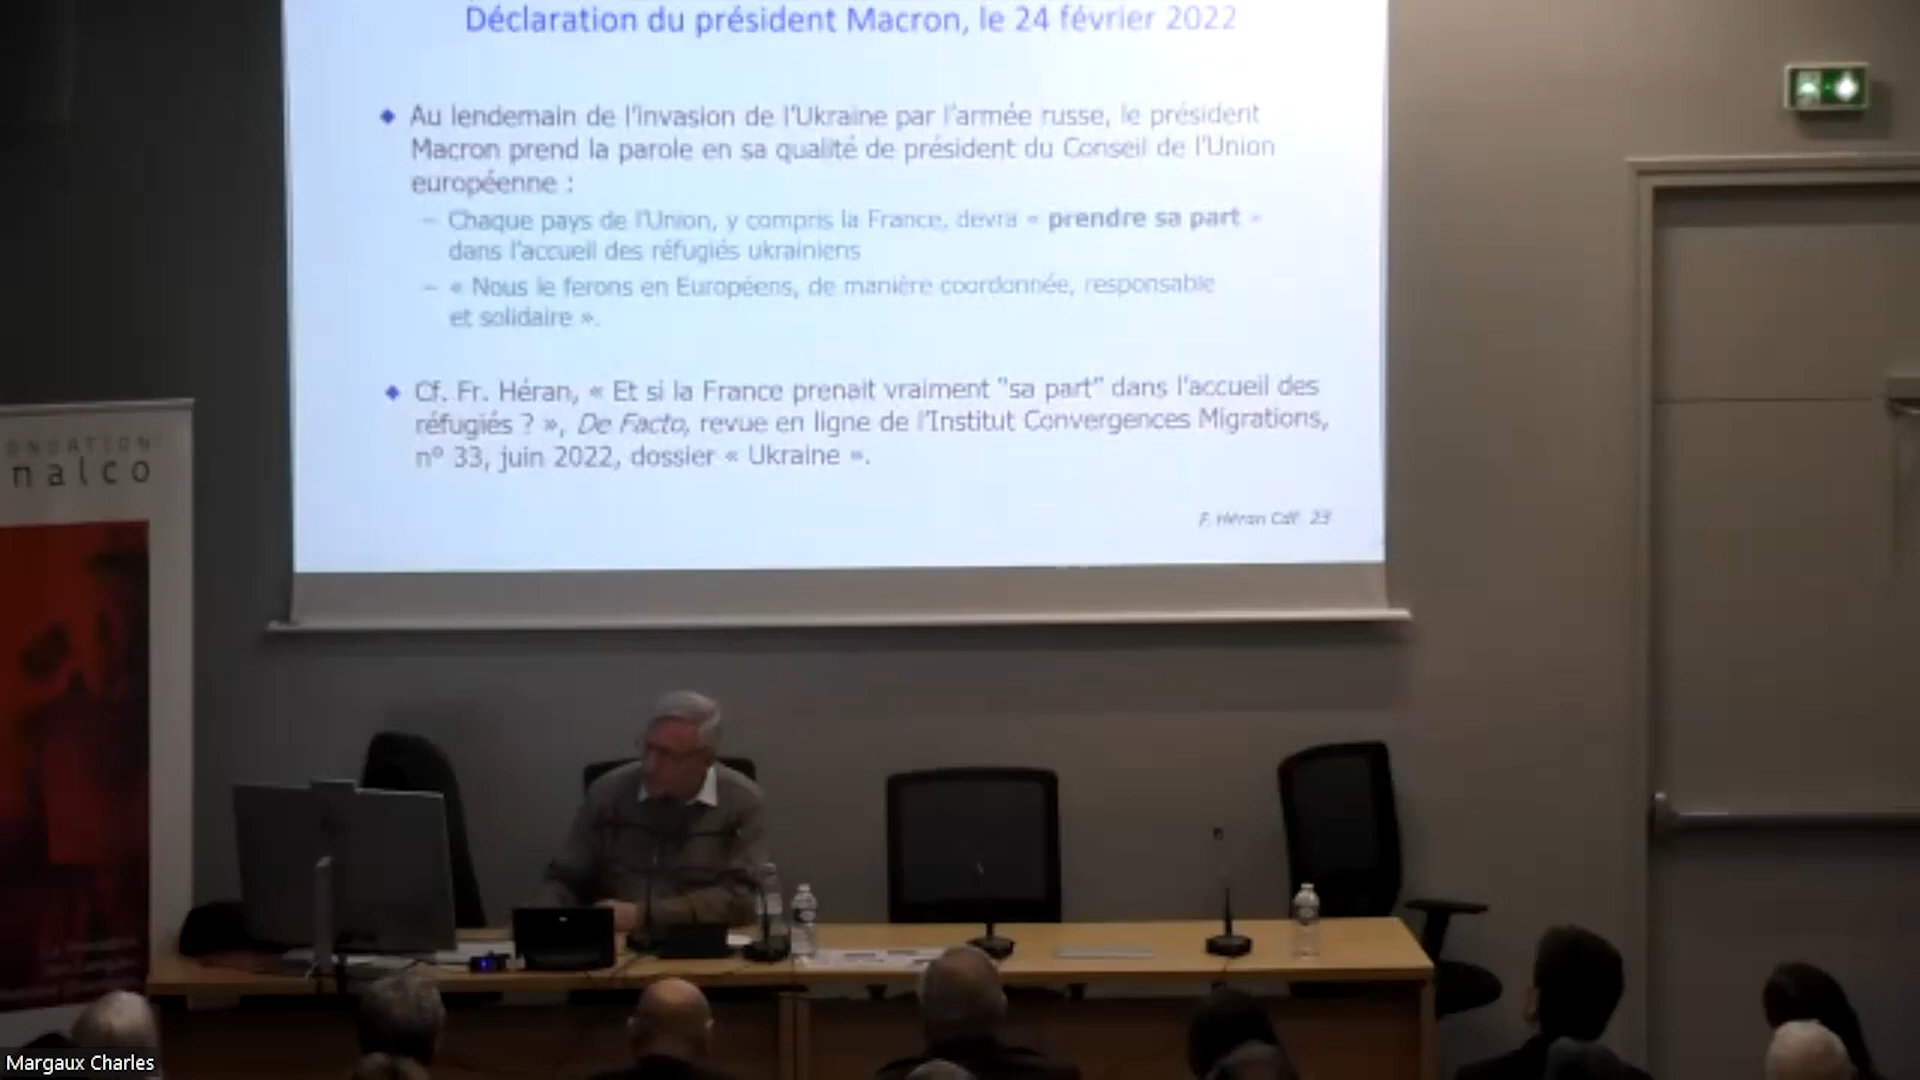 Déclaration du président Macron, le 24 février 2022
◆ Au lendemain de l'invasion de l'Ukraine par l'armée russe, le président
Macron prend la parole en sa qualité de président du Conseil de l'Union
européenne :
– Chaque pays de l'Union, y compris la France, devra « prendre sa part »
dans l'accueil des réfugiés ukrainiens
– « Nous le ferons en Européens, de manière coordonnée, responsable
et solidaire ».
◆ Cf. Fr. Héran, « Et si la France prenait vraiment "sa part" dans l'accueil des
réfugiés ? », De Facto, revue en ligne de l'Institut Convergences Migrations,
nº 33, juin 2022, dossier « Ukraine ».
F. Héran CdF 23
nalco
Margaux Charles